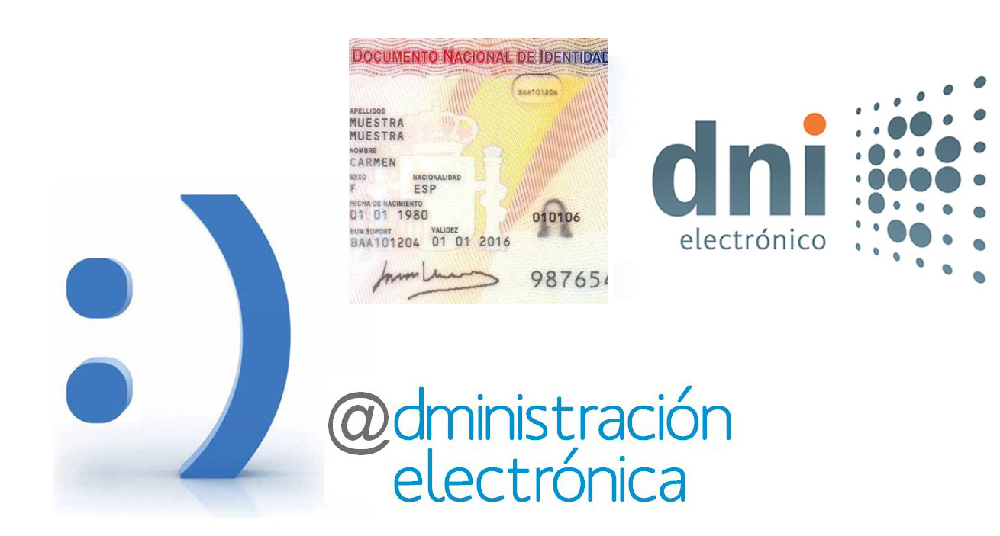 DOCUMENTO NACIONAL DE IDENTIDAD
BAA101204
APELLIDOS
MUESTRA
MUESTRA
NOMBRE
CARMEN
SEXO
NACIONALIDAD
F
ESP
FECHA DE NACIMIENTO
01 01 1980
010106
NUM SOPORT
VALIDEZ
BAA101204
01 01 2016
98765
dni
electrónico
:)
@dministración
electrónica